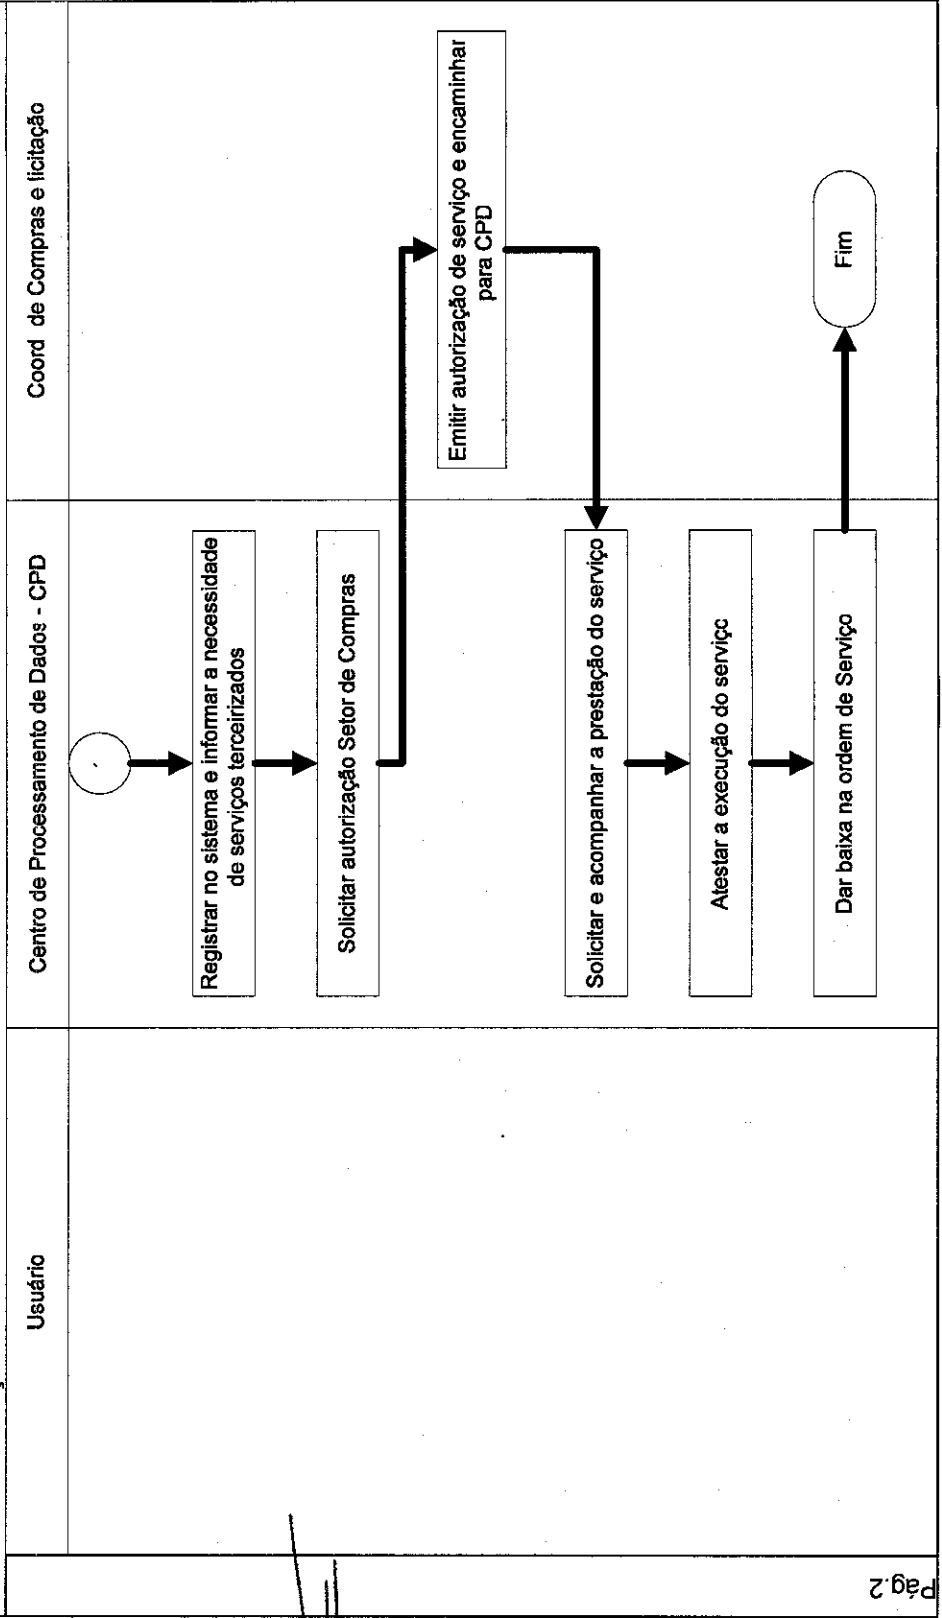 Usuário
Centro de Processamento de Dados - CPD
Coord de Compras e licitação
Registrar no sistema e informar a necessidade
de serviços terceirizados
Solicitar autorização Setor de Compras
Emitir autorização de serviço e encaminhar
para CPD
Solicitar e acompanhar a prestação do serviço
Atestar a execução do serviço
Dar baixa na ordem de Serviço
Fim
Pág.2